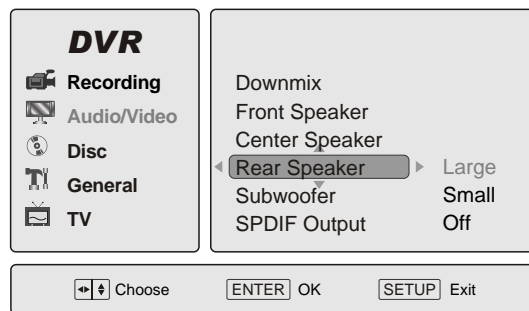 DVR
Recording
Audio/Video
Disc
General
TV
Downmix
Front Speaker
Center Speaker
Rear Speaker
Subwoofer
SPDIF Output
Large
Small
Off
Choose
ENTER OK
SETUP Exit